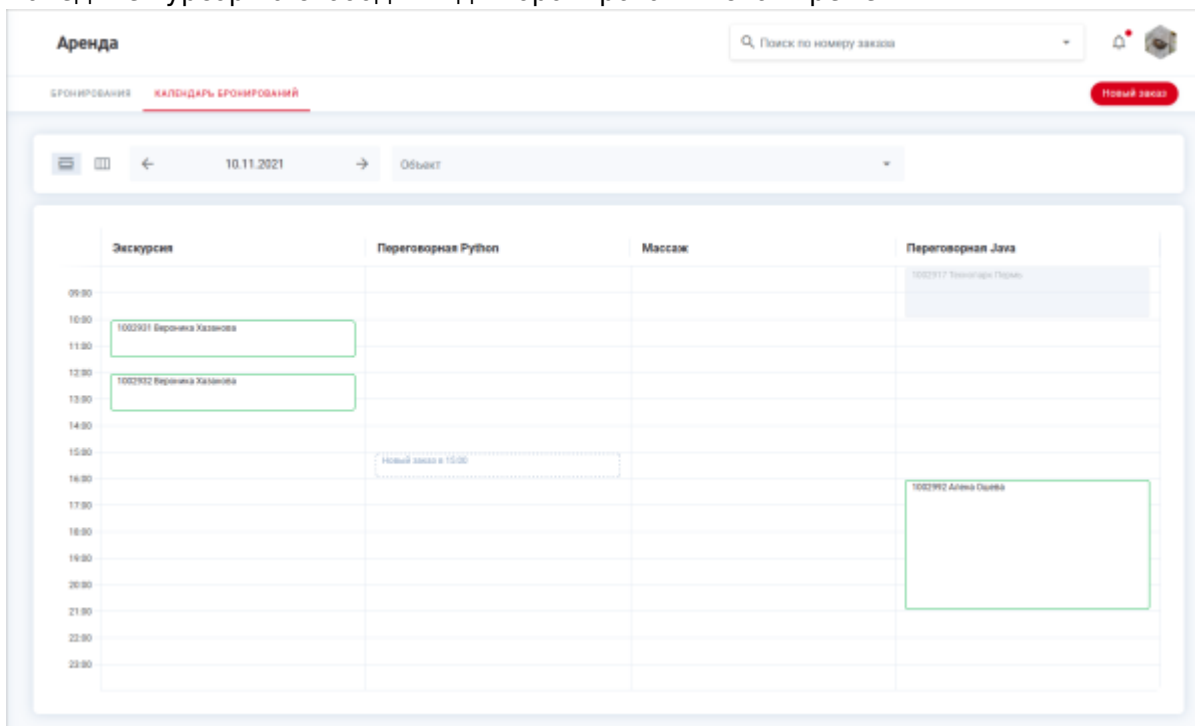 Аренда
Поиск по номеру заказа
БРОНИРОВАНИЯ КАЛЕНДАРЬ БРОНИРОВАНИЙ
Новый заказ
10.11.2021
Объект
Экскурсия Переговорная Python Массаж Переговорная Java
1002917 Технопарк Пермь
09:00
10:00
1002931 Вероника Хазанова
11:00
12:00
1002932 Вероника Хазанова
13:00
14:00
15:00
Новый заказ в 15:00
16:00
1002992 Алена Ощева
17:00
18:00
19:00
20:00
21:00
22:00
23:00